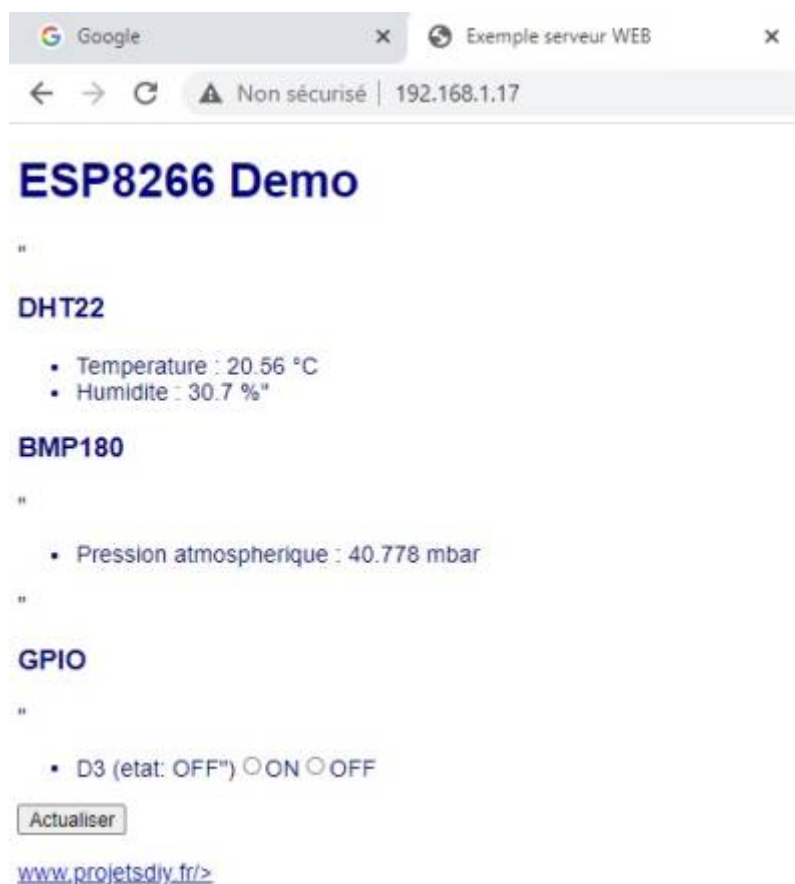 Google
Exemple serveur WEB
Non sécurisé | 192.168.1.17
ESP8266 Demo
"
DHT22
• Temperature : 20.56 °C
• Humidite : 30.7 %"
BMP180
"
• Pression atmospherique : 40.778 mbar
"
GPIO
"
• D3 (etat: OFF") ON OFF
Actualiser
www.projetsdiy.fr/>